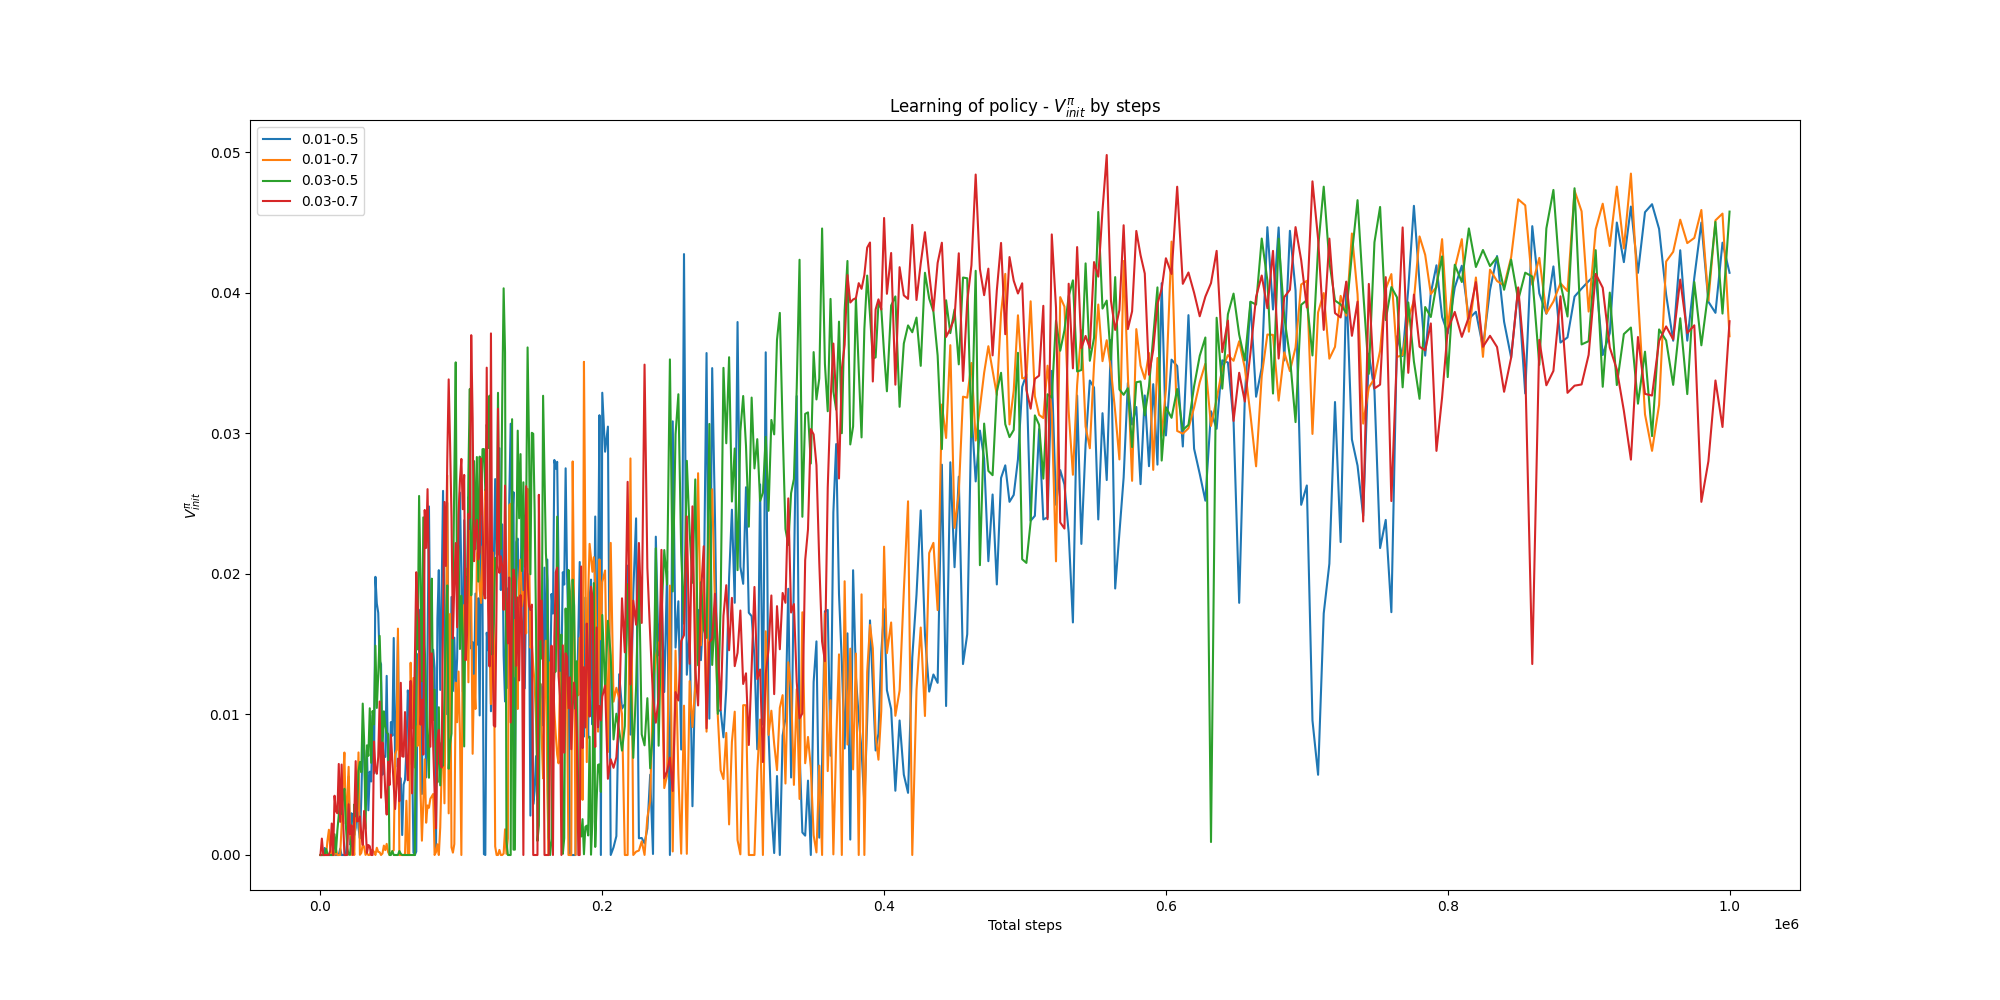 Learning of policy - $V_{init}^{\pi}$ by steps
0.01-0.5
0.01-0.7
0.03-0.5
0.03-0.7
0.05
0.04
0.03
0.02
0.01
0.00
$V_{init}^{\pi}$
0.0 0.2 0.4 0.6 0.8 1.0
Total steps
1e6